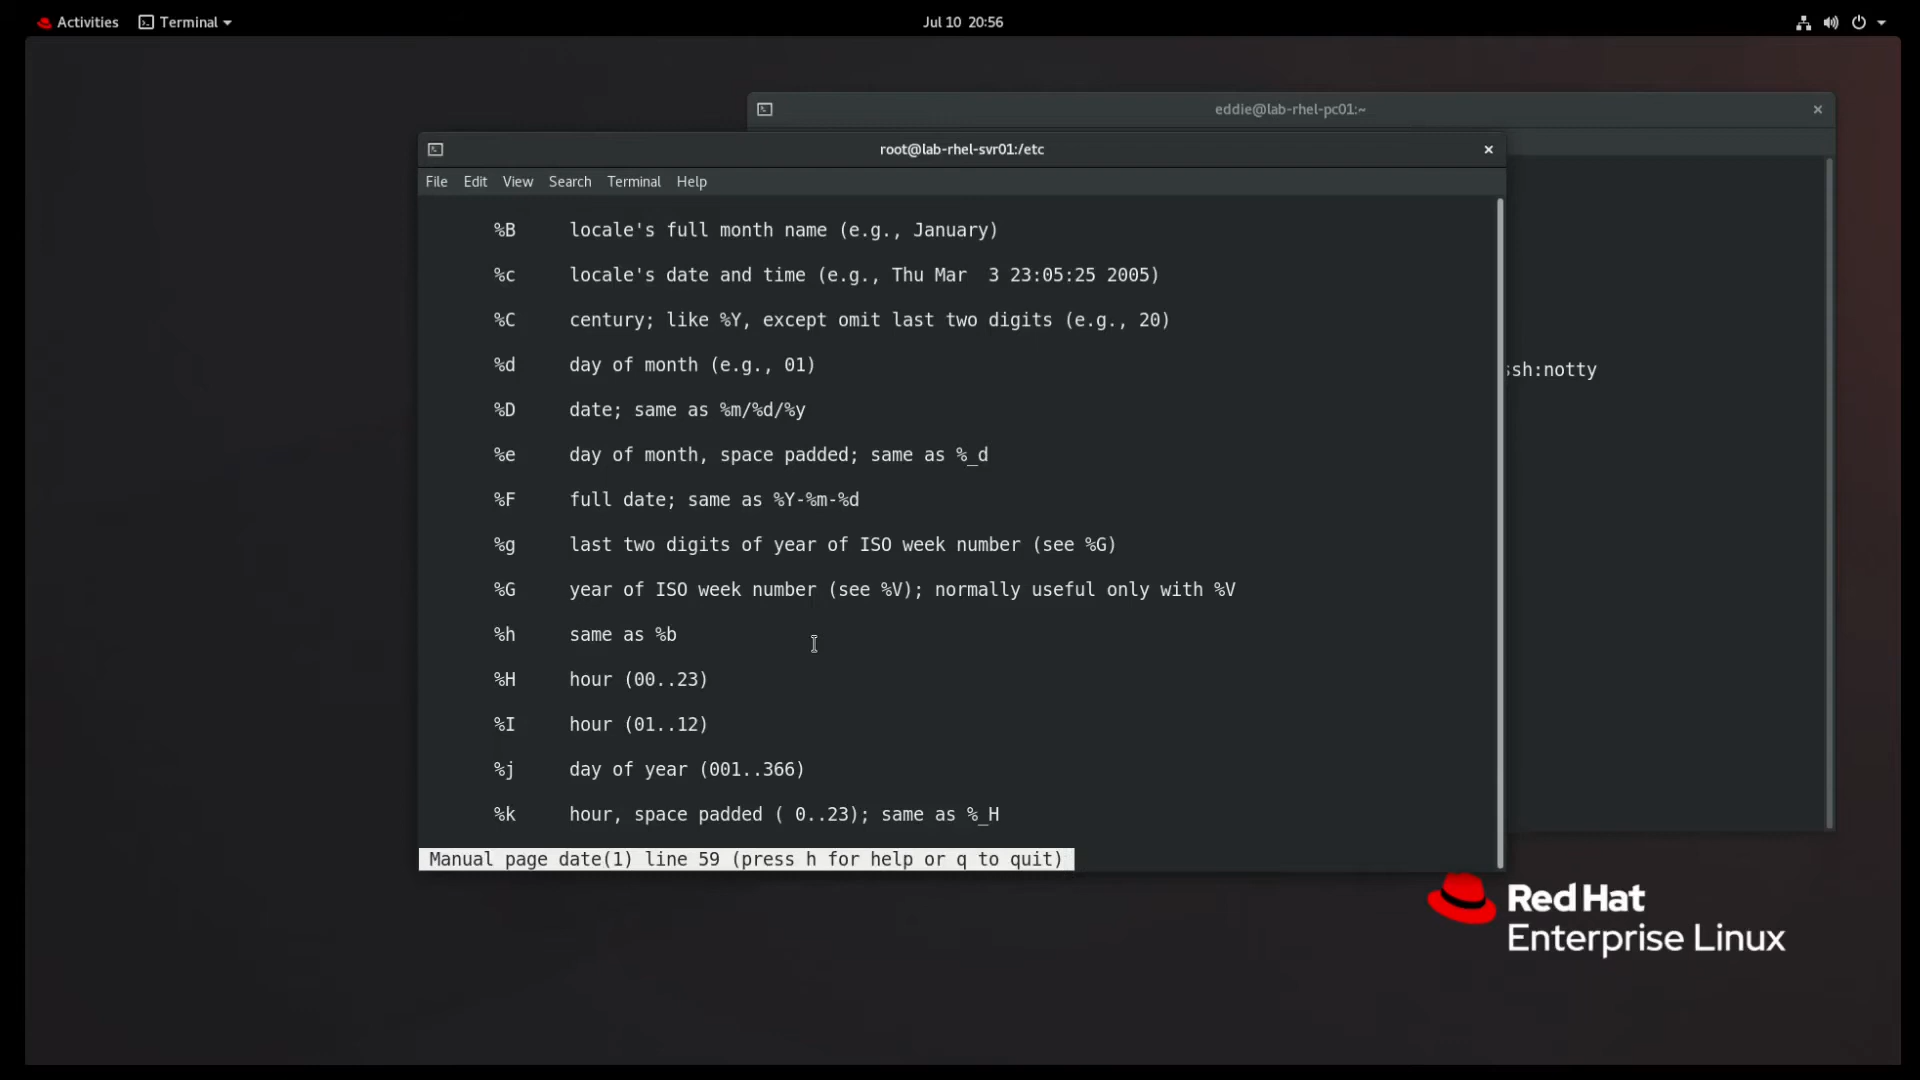 Activities
Terminal
Jul 10 20:56
eddie@lab-rhel-pc01:~
root@lab-rhel-svr01:/etc
File Edit View Search Terminal Help
%B locale's full month name (e.g., January)
%c locale's date and time (e.g., Thu Mar  3 23:05:25 2005)
%C century; like %Y, except omit last two digits (e.g., 20)
%d day of month (e.g., 01)
ssh:notty
%D date; same as %m/%d/%y
%e day of month, space padded; same as %_d
%F full date; same as %Y-%m-%d
%g last two digits of year of ISO week number (see %G)
%G year of ISO week number (see %V); normally useful only with %V
%h same as %b
%H hour (00..23)
%I hour (01..12)
%j day of year (001..366)
%k hour, space padded ( 0..23); same as %_H
Manual page date(1) line 59 (press h for help or q to quit)
Red Hat
Enterprise Linux